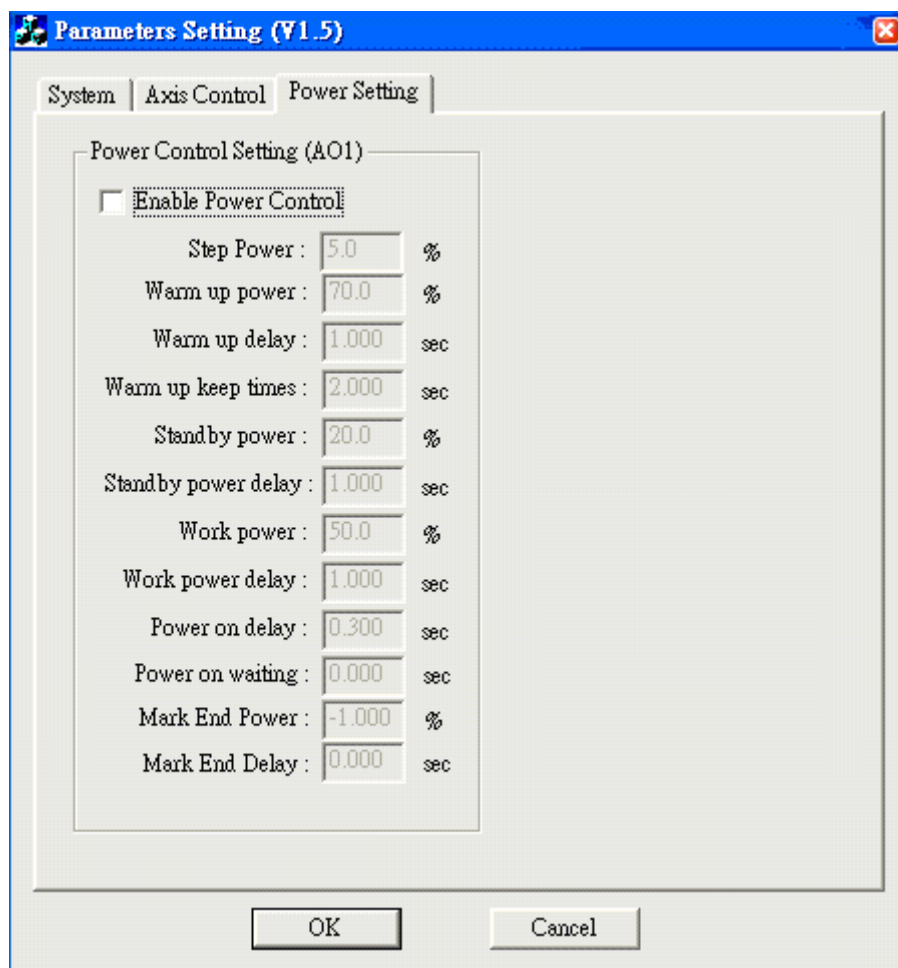 Parameters Setting (V1.5)
System Axis Control Power Setting
Power Control Setting (AO1)
Enable Power Control
Step Power : 5.0 %
Warm up power : 70.0 %
Warm up delay : 1.000 sec
Warm up keep times : 2.000 sec
Standby power : 20.0 %
Standby power delay : 1.000 sec
Work power : 50.0 %
Work power delay : 1.000 sec
Power on delay : 0.300 sec
Power on waiting : 0.000 sec
Mark End Power : -1.000 %
Mark End Delay : 0.000 sec
OK Cancel